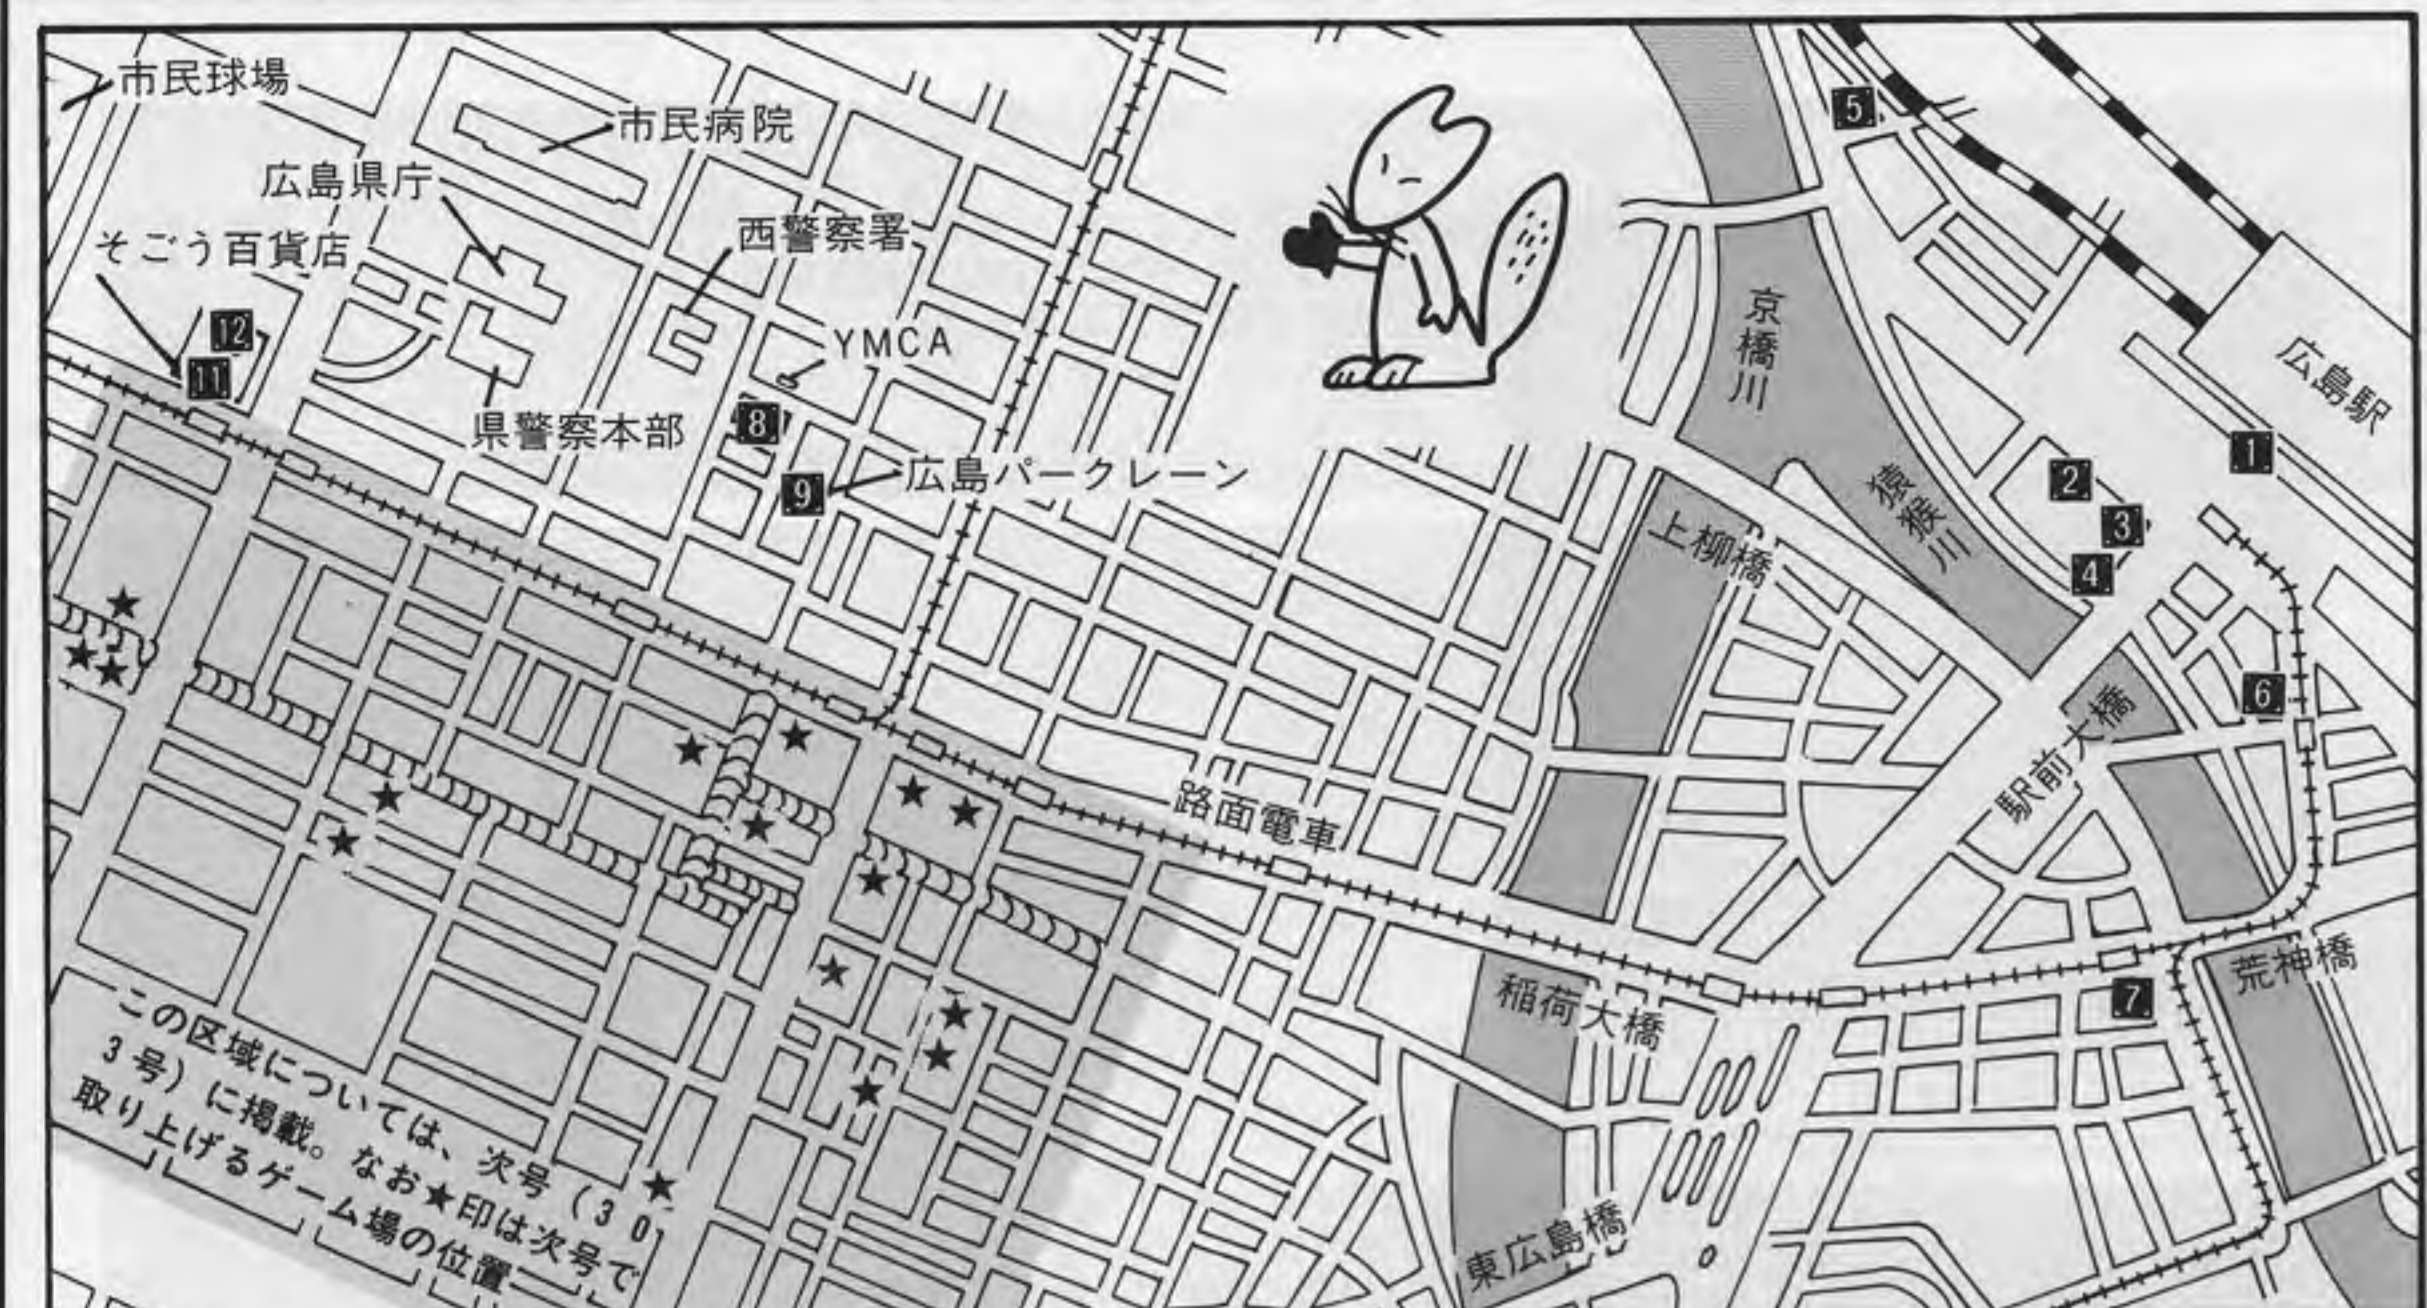 市民球場
市民病院
広島県庁
そごう百貨店
西警察署
YMCA
県警察本部
広島パークレーン
12
11
8
9
5
京橋川
猿猴川
広島駅
1
2
3
4
上柳橋
6
駅前大橋
路面電車
稲荷大橋
荒神橋
7
東広島橋
この区域については、次号(30
3号)に掲載。なお★印は次号で
取り上げるゲーム場の位置